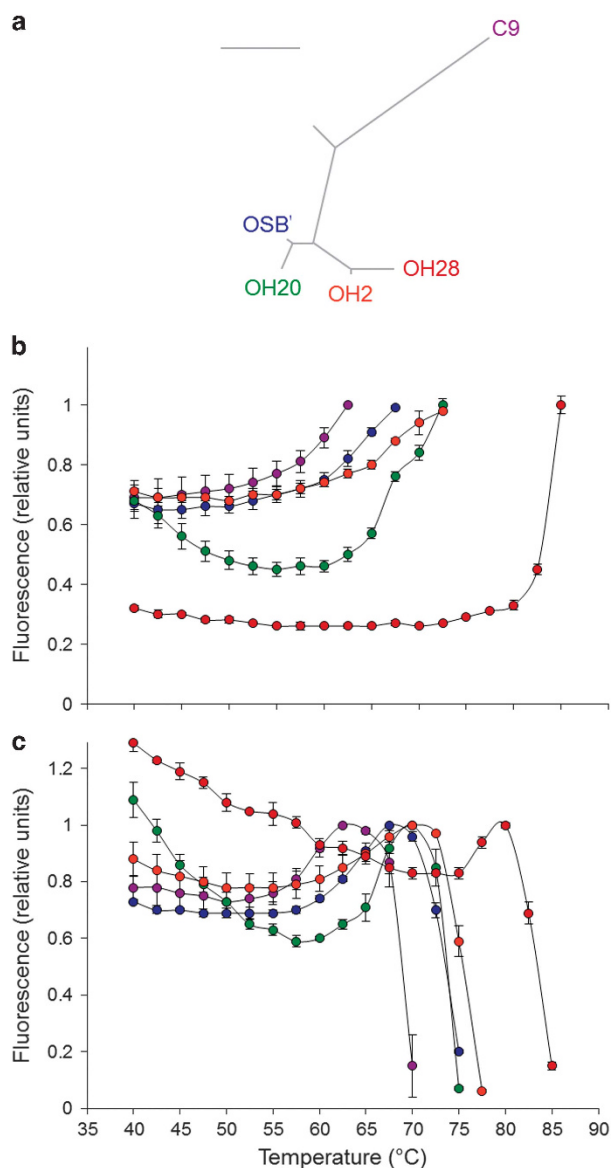 a
C9
OSB'
OH20
OH2
OH28
b
Fluorescence (relative units)
1
0.8
0.6
0.4
0.2
0
c
Fluorescence (relative units)
1.2
1
0.8
0.6
0.4
0.2
0
35 40 45 50 55 60 65 70 75 80 85 90
Temperature (°C)